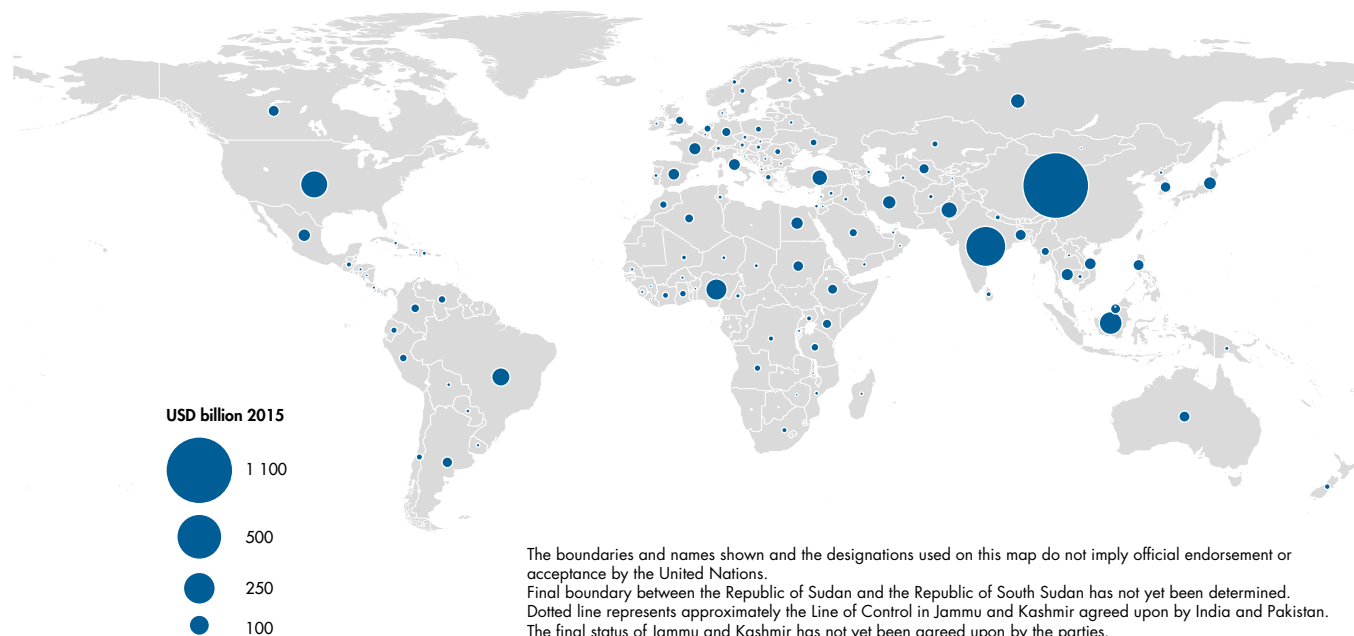 USD billion 2015
1 100
500
250
100
The boundaries and names shown and the designations used on this map do not imply official endorsement or
acceptance by the United Nations.
Final boundary between the Republic of Sudan and the Republic of South Sudan has not yet been determined.
Dotted line represents approximately the Line of Control in Jammu and Kashmir agreed upon by India and Pakistan.
The final status of Jammu and Kashmir has not yet been agreed upon by the parties.